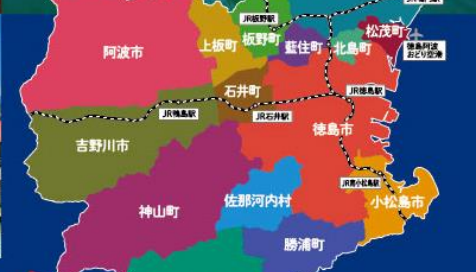 JR板野駅
松茂町
阿波市
上板町
板野町
藍住町
北島町
徳島阿波
おどり空港
石井町
JR徳島駅
JR鴨島駅
JR石井駅
徳島市
吉野川市
JR南小松島駅
佐那河内村
小松島市
神山町
勝浦町